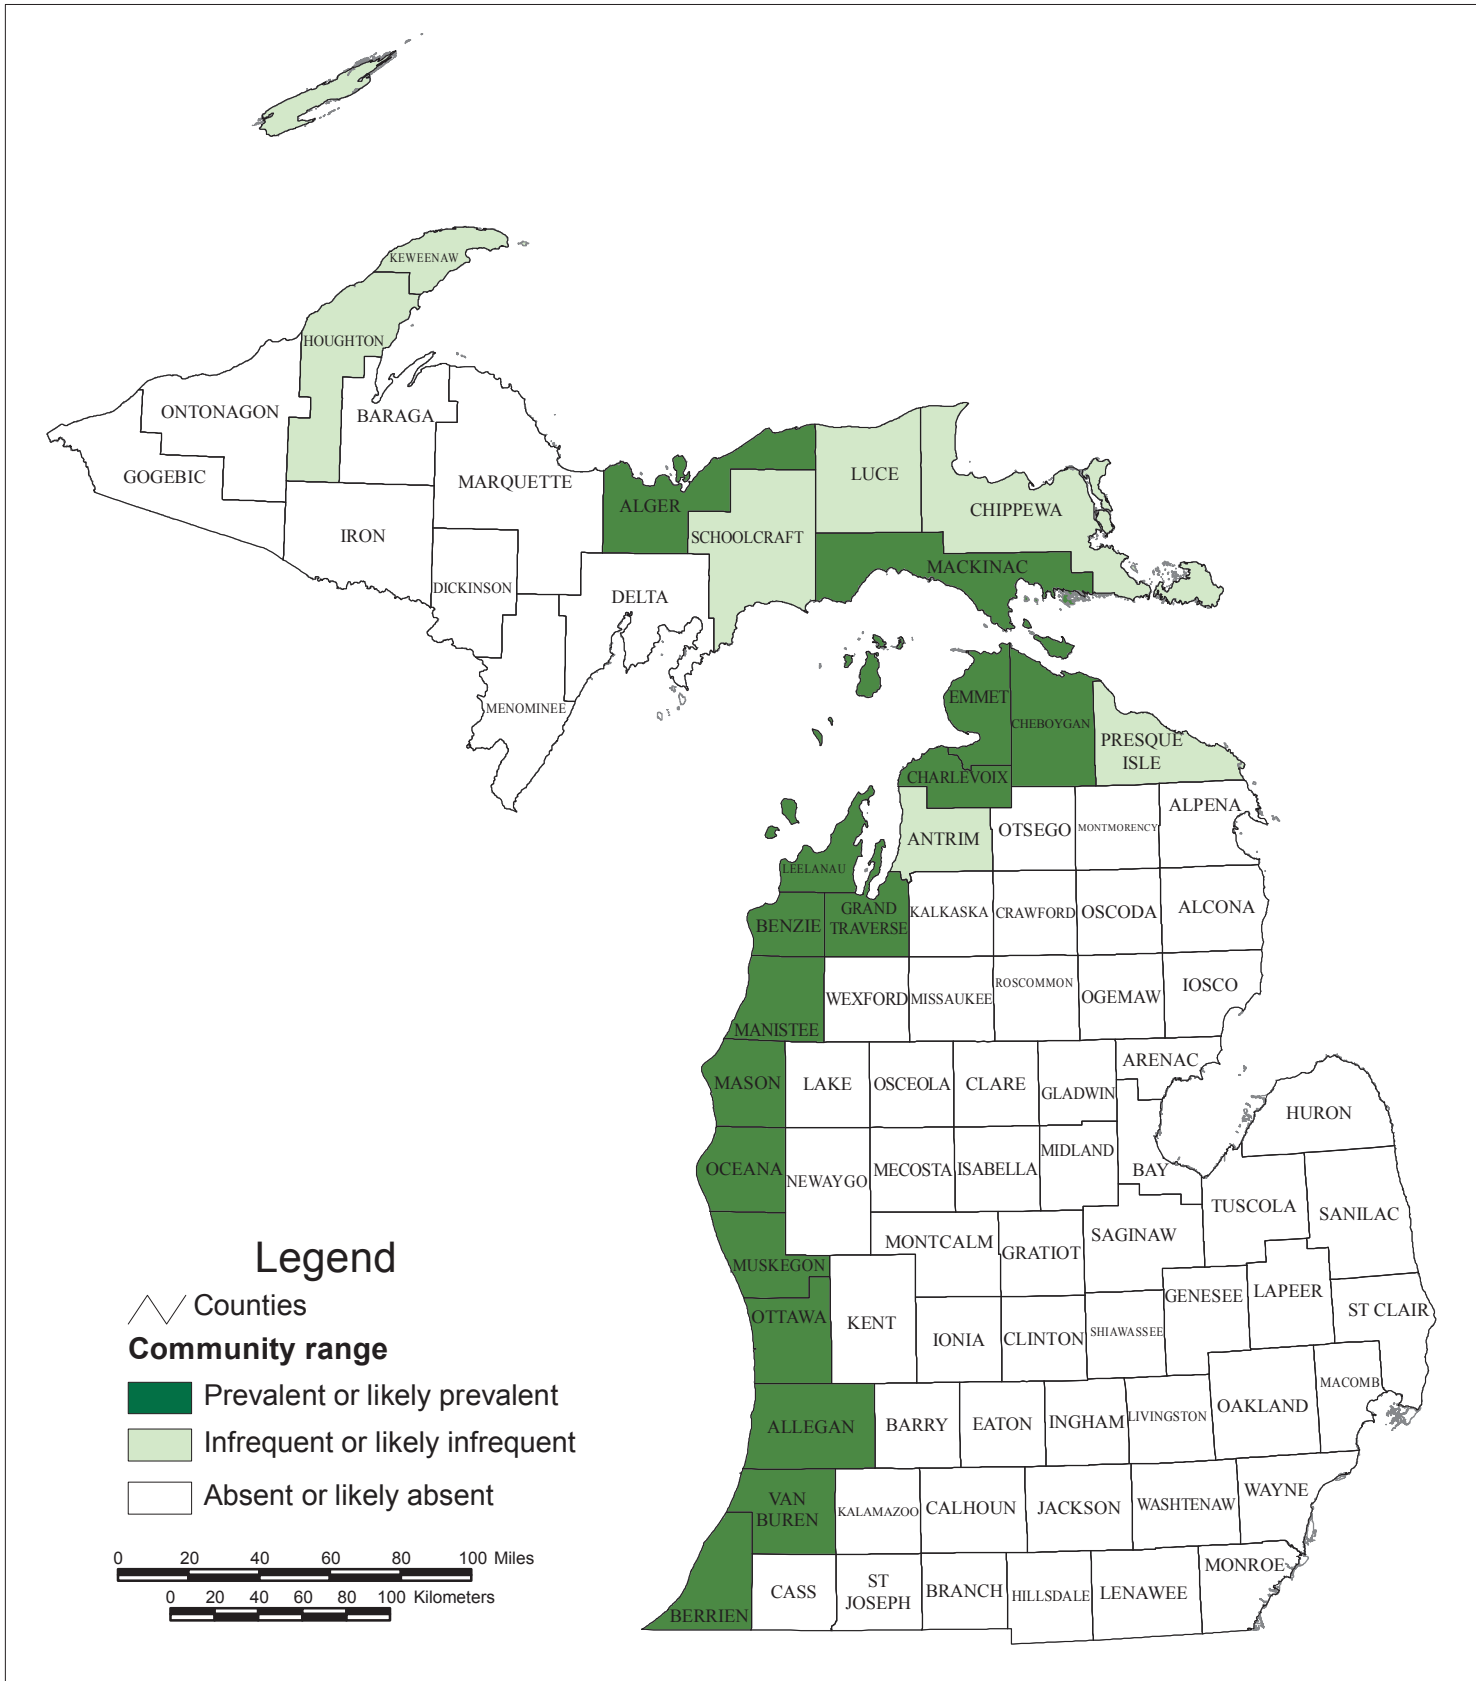 KEWEENAW
HOUGHTON
ONTONAGON
BARAGA
GOGEBIC
MARQUETTE
LUCE
ALGER
CHIPPEWA
IRON
SCHOOLCRAFT
MACKINAC
DICKINSON
DELTA
EMMET
MENOMINEE
CHEBOYGAN
PRESQUE
ISLE
CHARLEVOIX
ALPENA
OTSEGO
MONTMORENCY
ANTRIM
LEELANAU
GRAND
TRAVERSE
KALKASKA
CRAWFORD
OSCODA
ALCONA
BENZIE
WEXFORD
MISSAUKEE
ROSCOMMON
OGEMAW
IOSCO
MANISTEE
ARENAC
MASON
LAKE
OSCEOLA
CLARE
GLADWIN
HURON
OCEANA
NEWAYGO
MECOSTA
ISABELLA
MIDLAND
BAY
TUSCOLA
SANILAC
MONTCALM
GRATIOT
SAGINAW
MUSKEGON
GENESEE
LAPEER
ST CLAIR
OTTAWA
KENT
IONIA
CLINTON
SHIAWASSEE
MACOMB
ALLEGAN
BARRY
EATON
INGHAM
LIVINGSTON
OAKLAND
VAN
BUREN
KALAMAZOO
CALHOUN
JACKSON
WASHTENAW
WAYNE
BERRIEN
CASS
ST
JOSEPH
BRANCH
HILLSDALE
LENAWEE
MONROE
Legend
Counties
Community range
Prevalent or likely prevalent
Infrequent or likely infrequent
Absent or likely absent
0 20 40 60 80 100 Miles
0 20 40 60 80 100 Kilometers